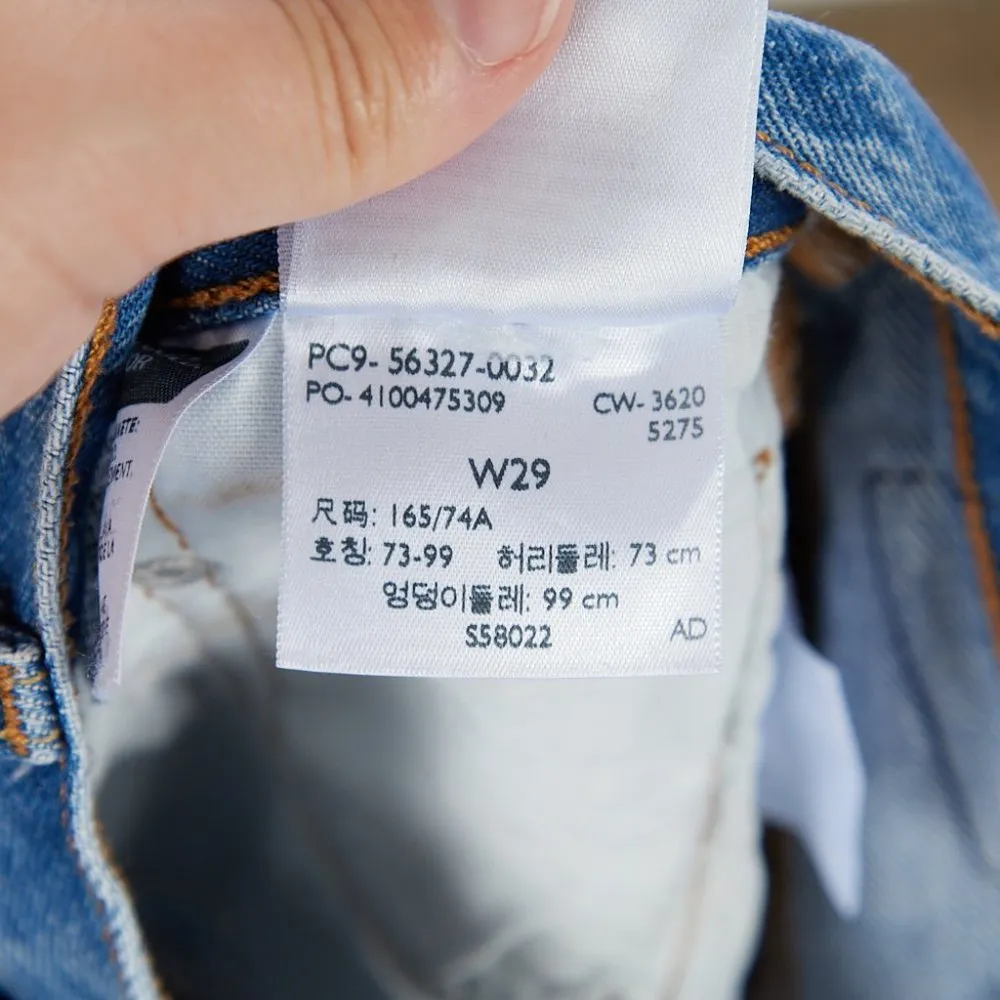 PC9- 56327-0032
PO- 4100475309 CW- 3620
5275
W29
尺码: 165/74A
호칭: 73-99 허리둘레: 73 cm
엉덩이둘레: 99 cm
S58022 AD